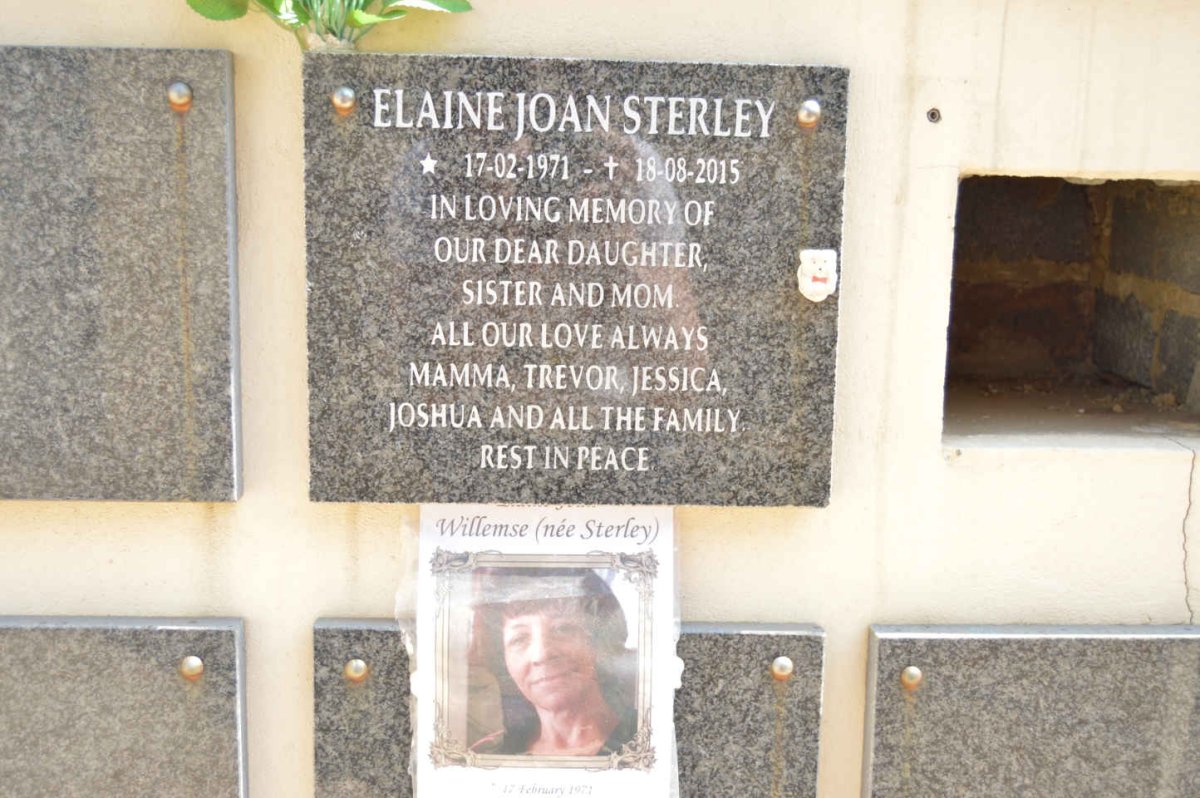 ELAINE JOAN STERLEY
★ 17-02-1971 - ✝ 18-08-2015
IN LOVING MEMORY OF
OUR DEAR DAUGHTER,
SISTER AND MOM.
ALL OUR LOVE ALWAYS
MAMMA, TREVOR, JESSICA,
JOSHUA AND ALL THE FAMILY.
REST IN PEACE.
Willemse (née Sterley)
* 17 February 1971